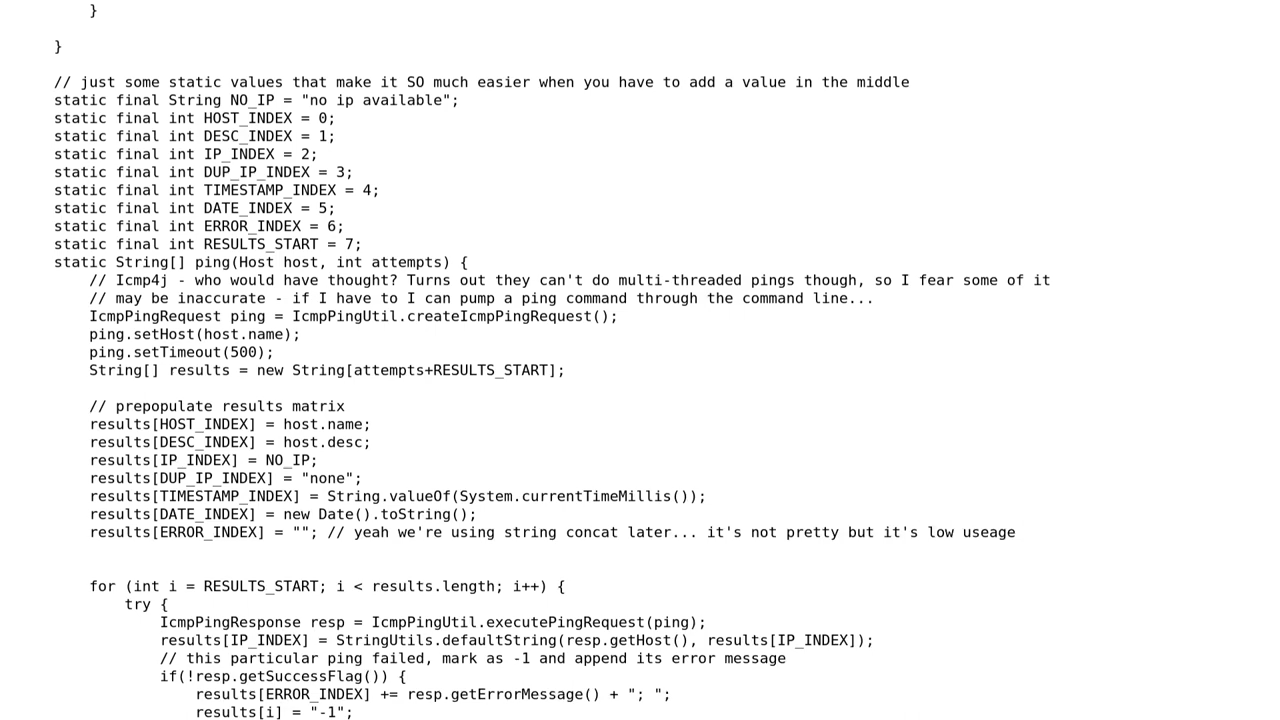 }
}
// just some static values that make it SO much easier when you have to add a value in the middle
static final String NO_IP = "no ip available";
static final int HOST_INDEX = 0;
static final int DESC_INDEX = 1;
static final int IP_INDEX = 2;
static final int DUP_IP_INDEX = 3;
static final int TIMESTAMP_INDEX = 4;
static final int DATE_INDEX = 5;
static final int ERROR_INDEX = 6;
static final int RESULTS_START = 7;
static String[] ping(Host host, int attempts) {
// Icmp4j - who would have thought? Turns out they can't do multi-threaded pings though, so I fear some of it
// may be inaccurate - if I have to I can pump a ping command through the command line...
IcmpPingRequest ping = IcmpPingUtil.createIcmpPingRequest();
ping.setHost(host.name);
ping.setTimeout(500);
String[] results = new String[attempts+RESULTS_START];
// prepopulate results matrix
results[HOST_INDEX] = host.name;
results[DESC_INDEX] = host.desc;
results[IP_INDEX] = NO_IP;
results[DUP_IP_INDEX] = "none";
results[TIMESTAMP_INDEX] = String.valueOf(System.currentTimeMillis());
results[DATE_INDEX] = new Date().toString();
results[ERROR_INDEX] = ""; // yeah we're using string concat later... it's not pretty but it's low useage
for (int i = RESULTS_START; i < results.length; i++) {
try {
IcmpPingResponse resp = IcmpPingUtil.executePingRequest(ping);
results[IP_INDEX] = StringUtils.defaultString(resp.getHost(), results[IP_INDEX]);
// this particular ping failed, mark as -1 and append its error message
if(!resp.getSuccessFlag()) {
results[ERROR_INDEX] += resp.getErrorMessage() + "; ";
results[i] = "-1";